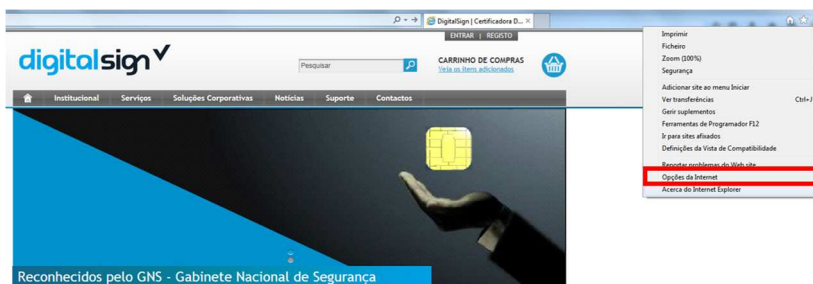 DigitalSign | Certificadora D...
ENTRAR | REGISTO
digitalsign
Pesquisar
CARRINHO DE COMPRAS
Veja os itens adicionados
Institucional Serviços Soluções Corporativas Notícias Suporte Contactos
Reconhecidos pelo GNS - Gabinete Nacional de Segurança
Imprimir
Ficheiro
Zoom (100%)
Segurança
Adicionar site ao menu Iniciar
Ver transferências Ctrl+J
Gerir suplementos
Ferramentas de Programador F12
Ir para sites afixados
Definições da Vista de Compatibilidade
Reportar problemas do Web site
Opções da Internet
Acerca do Internet Explorer